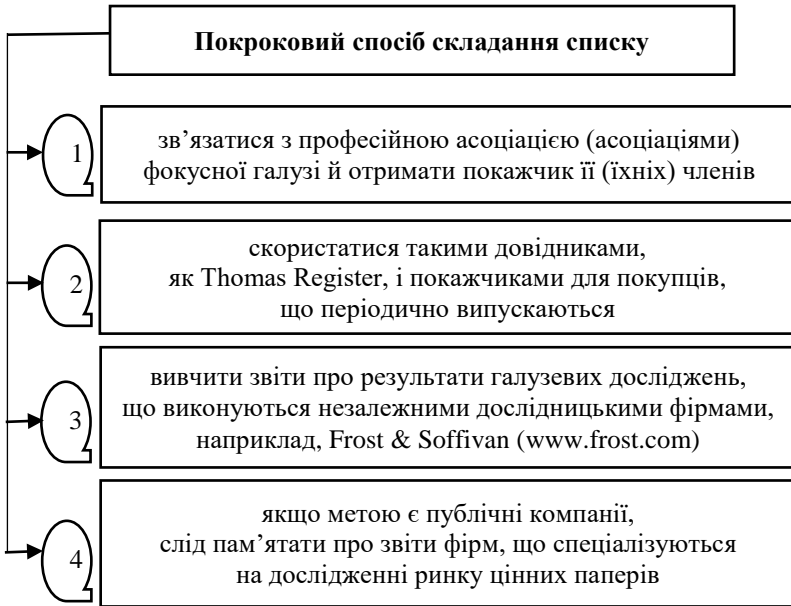 Покроковий спосіб складання списку
1
зв’язатися з професійною асоціацією (асоціаціями)
фокусної галузі й отримати покажчик її (їхніх) членів
2
скористатися такими довідниками,
як Thomas Register, і покажчиками для покупців,
що періодично випускаються
3
вивчити звіти про результати галузевих досліджень,
що виконуються незалежними дослідницькими фірмами,
наприклад, Frost & Soffivan (www.frost.com)
4
якщо метою є публічні компанії,
слід пам’ятати про звіти фірм, що спеціалізуються
на дослідженні ринку цінних паперів